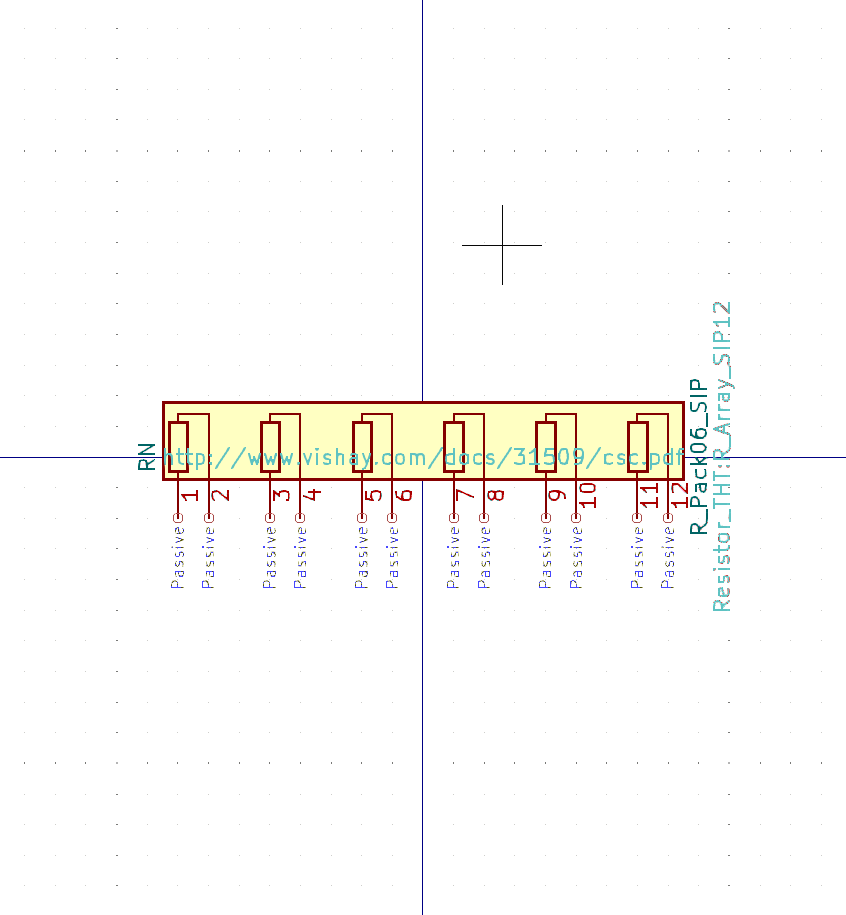 RN
http://www.vishay.com/docs/31509/csc.pdf
R_Pack06_SIP
Resistor_THT:R_Array_SIP12
1
2
3
4
5
6
7
8
9
10
11
12
Passive
Passive
Passive
Passive
Passive
Passive
Passive
Passive
Passive
Passive
Passive
Passive